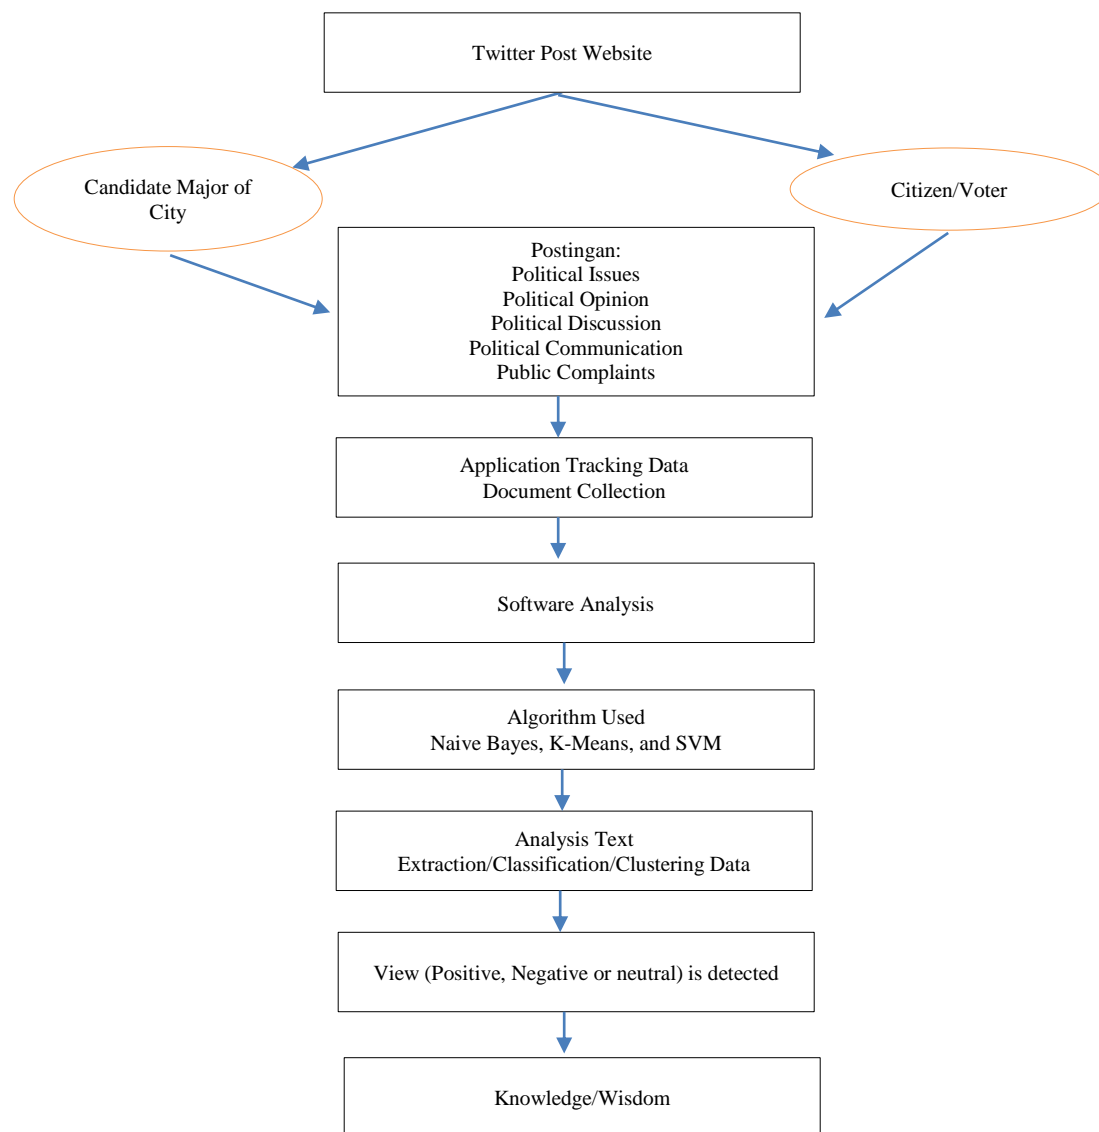 Twitter Post Website
Candidate Major of
City
Citizen/Voter
Postingan:
Political Issues
Political Opinion
Political Discussion
Political Communication
Public Complaints
Application Tracking Data
Document Collection
Software Analysis
Algorithm Used
Naive Bayes, K-Means, and SVM
Analysis Text
Extraction/Classification/Clustering Data
View (Positive, Negative or neutral) is detected
Knowledge/Wisdom